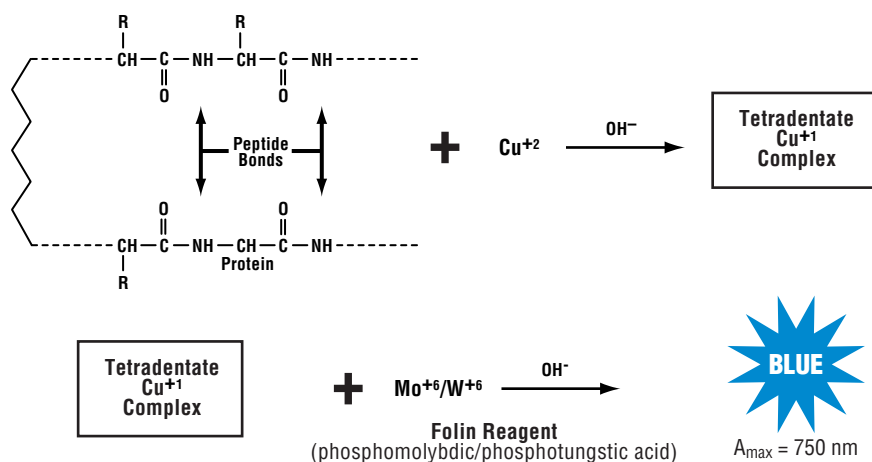 R R
CH — C — NH — CH — C — NH
O O
Peptide
Bonds
+ Cu+2 OH–
Tetradentate
Cu+1
Complex
O O
CH — C — NH — CH — C — NH
R
Protein
Tetradentate
Cu+1
Complex
+ Mo+6/W+6 OH-
Folin Reagent
(phosphomolybdic/phosphotungstic acid)
BLUE
Amax = 750 nm